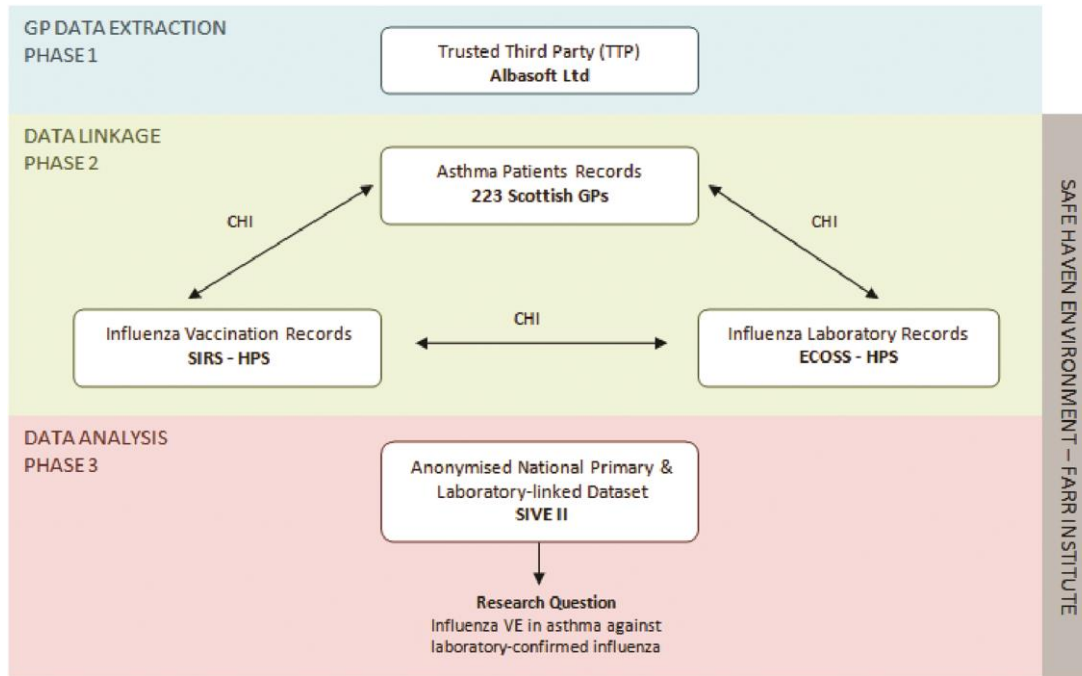 GP DATA EXTRACTION
PHASE 1
Trusted Third Party (TTP)
Albasoft Ltd
DATA LINKAGE
PHASE 2
Asthma Patients Records
223 Scottish GPs
CHI
CHI
Influenza Vaccination Records
SIRS - HPS
CHI
Influenza Laboratory Records
ECOSS - HPS
DATA ANALYSIS
PHASE 3
Anonymised National Primary &
Laboratory-linked Dataset
SIVE II
Research Question
Influenza VE in asthma against
laboratory-confirmed influenza
SAFE HAVEN ENVIRONMENT – FARR INSTITUTE